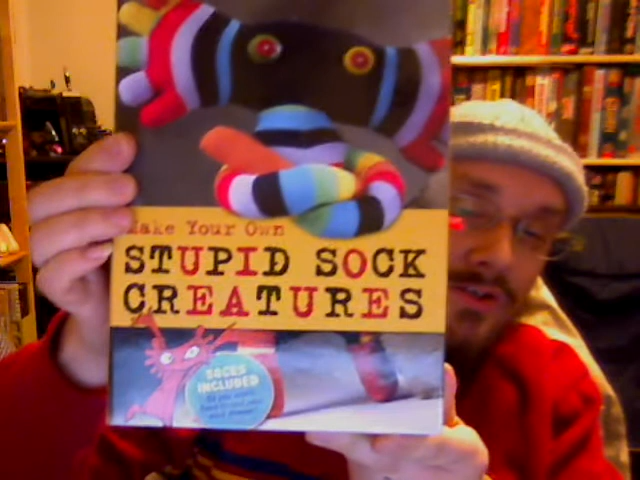 Make Your Own
STUPID SOCK
CREATURES
SOCKS
INCLUDED